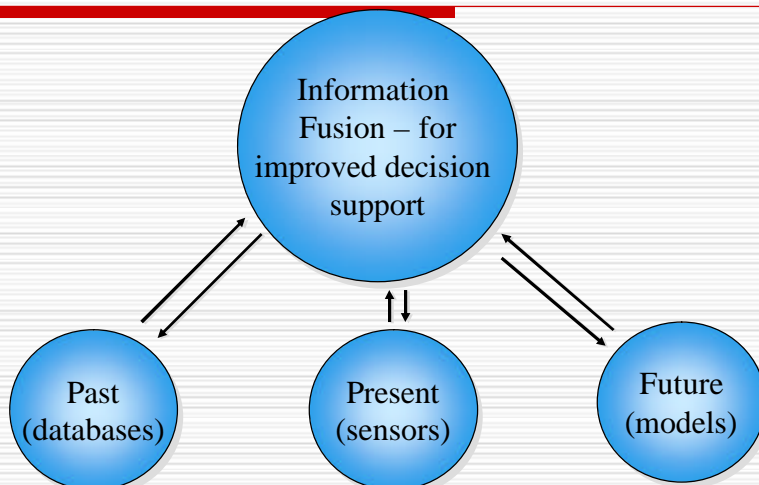 Information
Fusion – for
improved decision
support
Past
(databases)
Present
(sensors)
Future
(models)